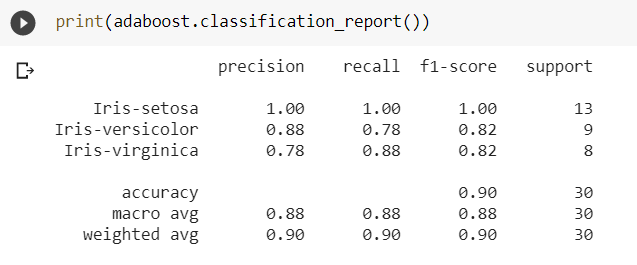 print(adaboost.classification_report())
precision recall f1-score support
Iris-setosa 1.00 1.00 1.00 13
Iris-versicolor 0.88 0.78 0.82 9
Iris-virginica 0.78 0.88 0.82 8
accuracy 0.90 30
macro avg 0.88 0.88 0.88 30
weighted avg 0.90 0.90 0.90 30